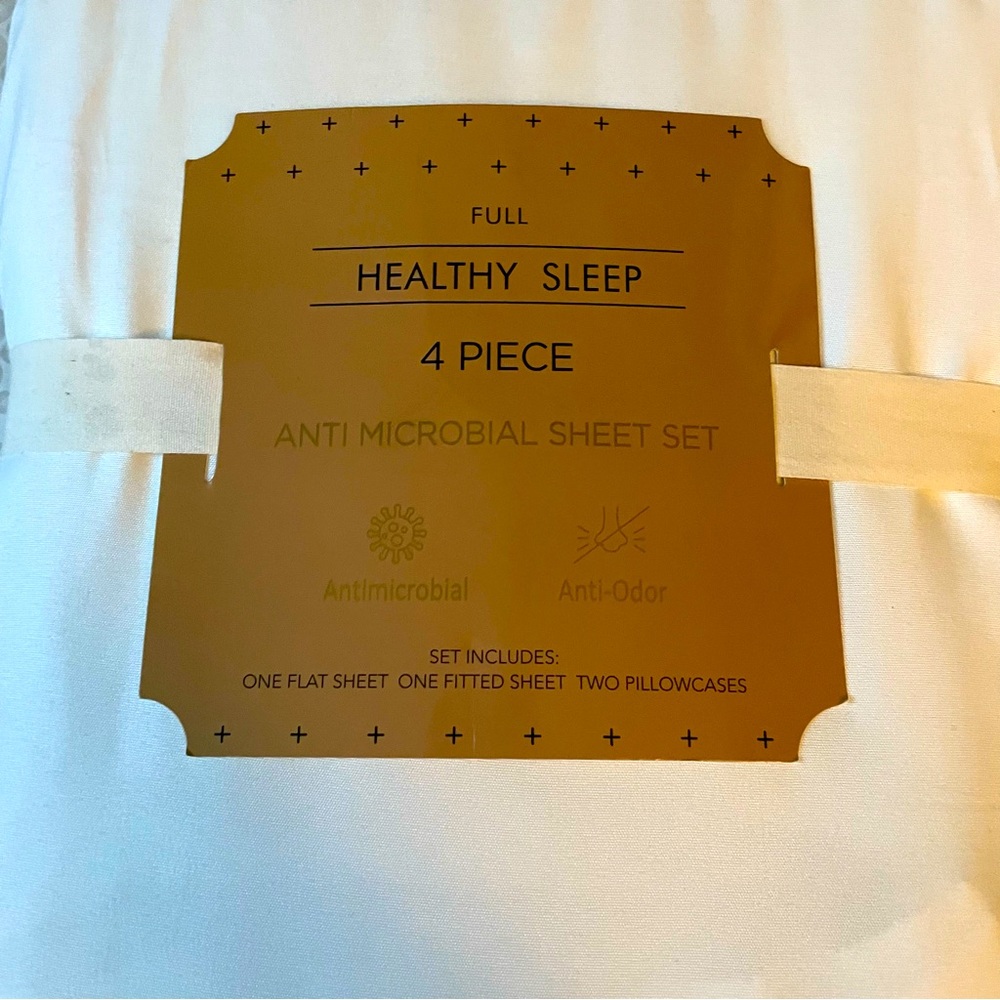 FULL
HEALTHY SLEEP
4 PIECE
ANTI MICROBIAL SHEET SET
Antimicrobial Anti-Odor
SET INCLUDES:
ONE FLAT SHEET ONE FITTED SHEET TWO PILLOWCASES